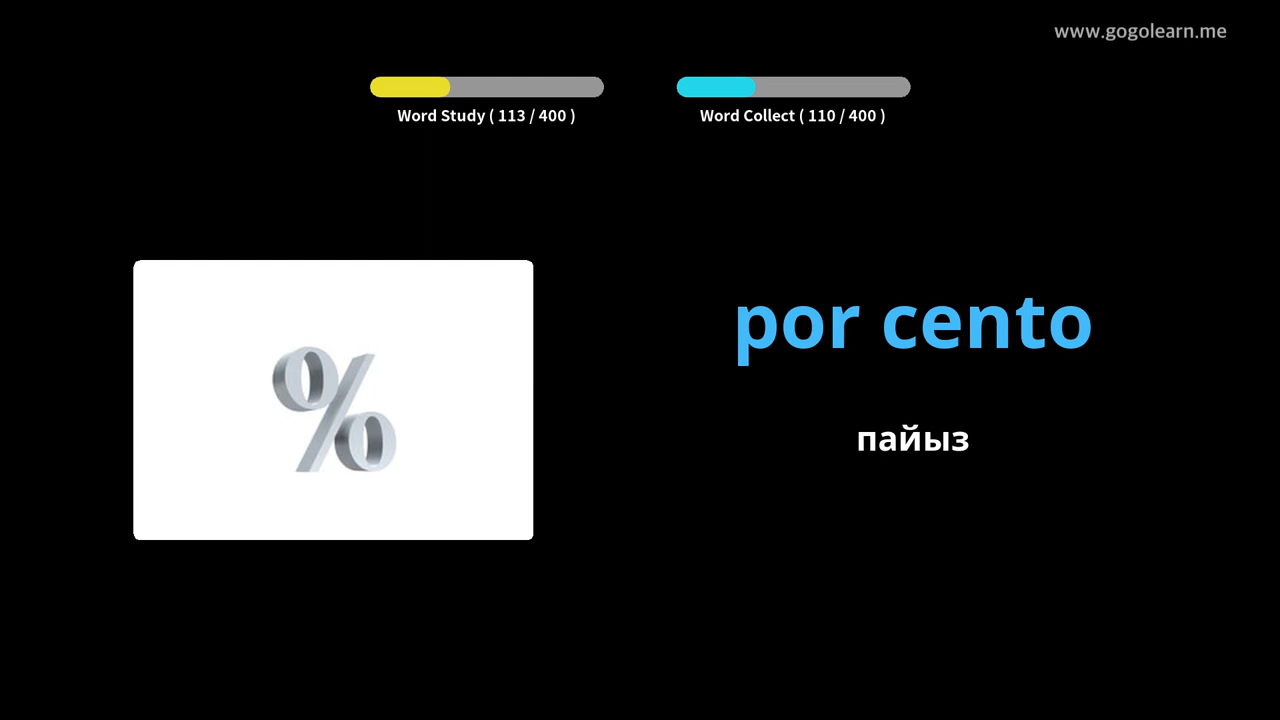 www.gogolearn.me
Word Study ( 113 / 400 )
Word Collect ( 110 / 400 )
%
por cento
пайыз